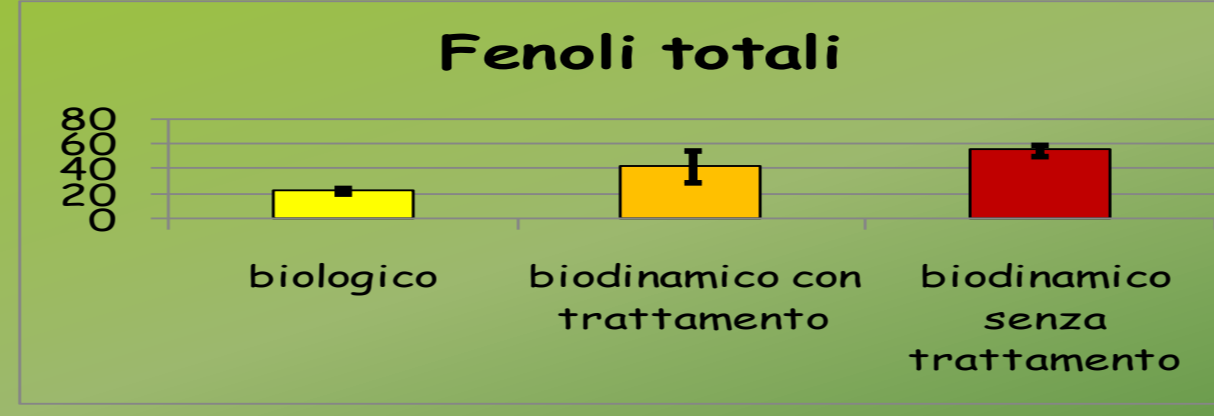 Fenoli totali
80
60
40
20
0
biologico
biodinamico con
trattamento
biodinamico
senza
trattamento